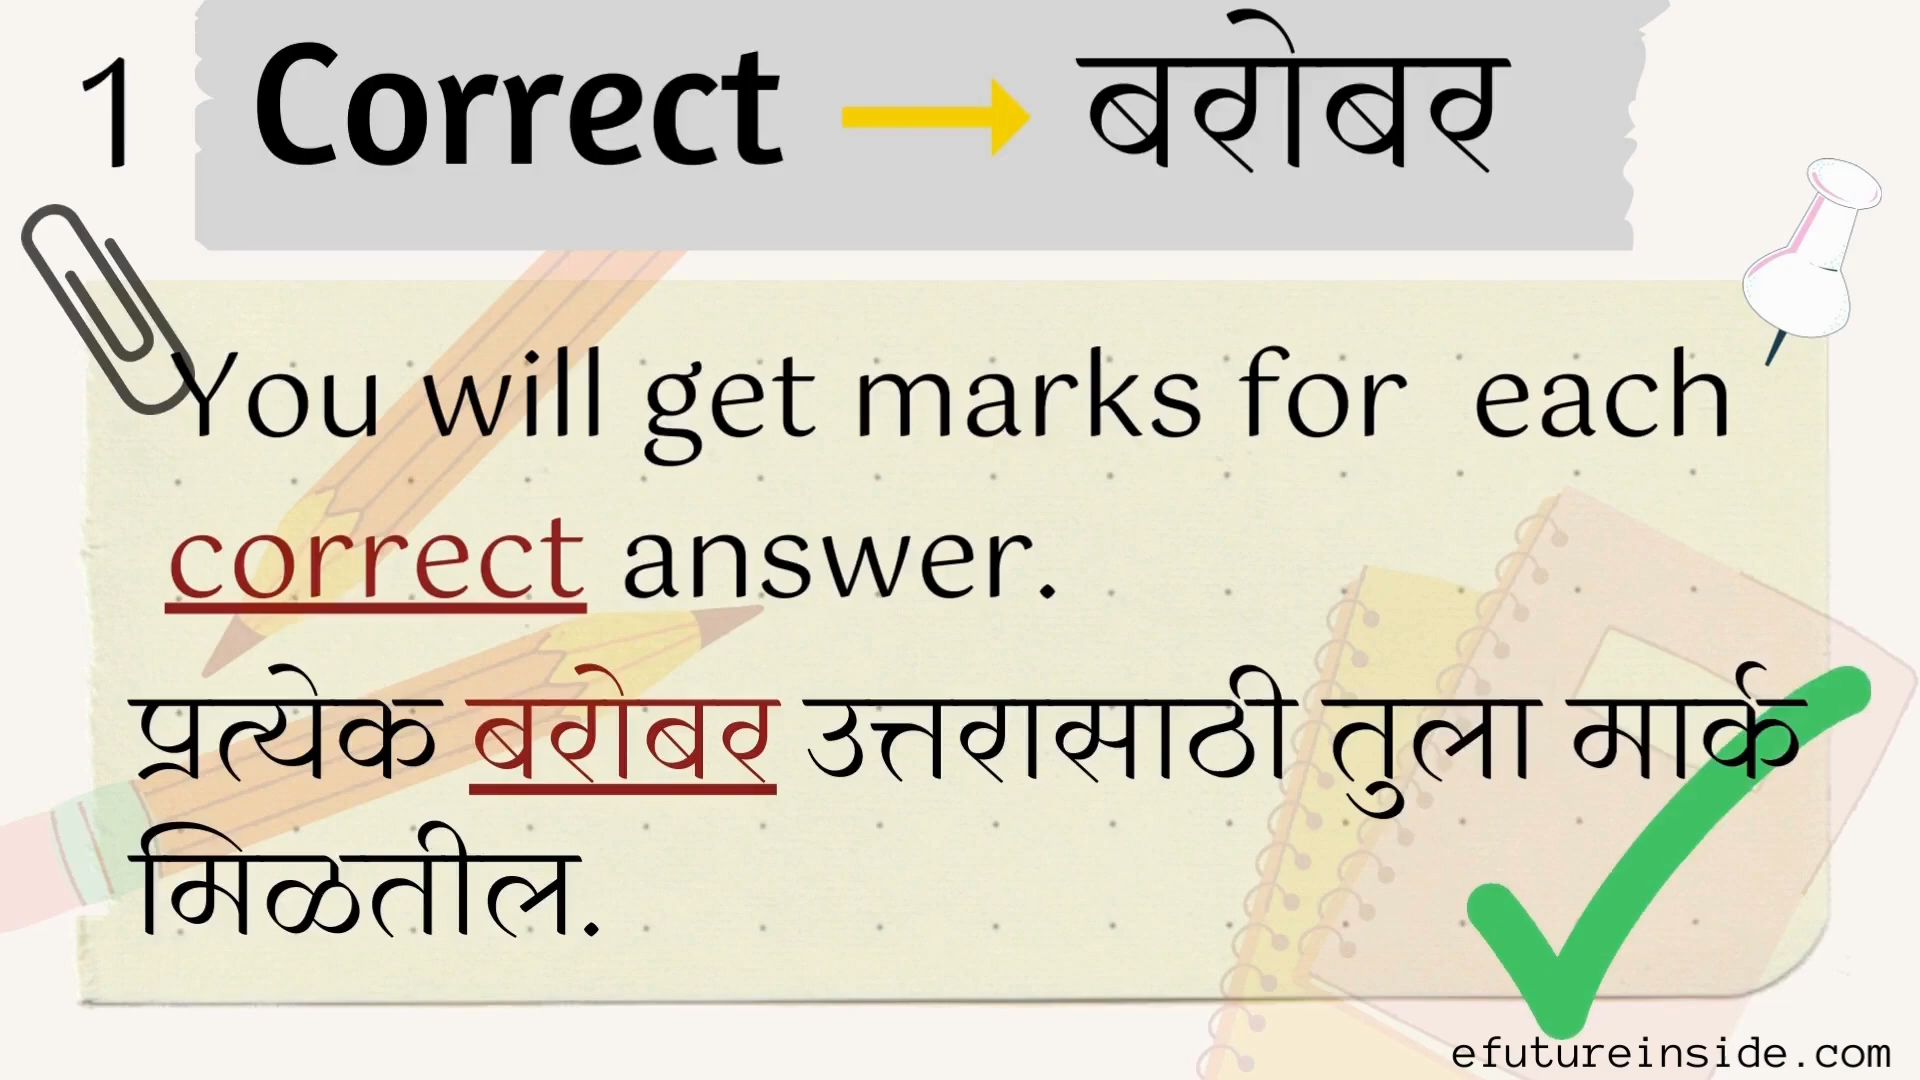 1 Correct → बरोबर
You will get marks for each
correct answer.
प्रत्येक बरोबर उत्तरासाठी तुला मार्क
मिळतील.
efutureinside.com